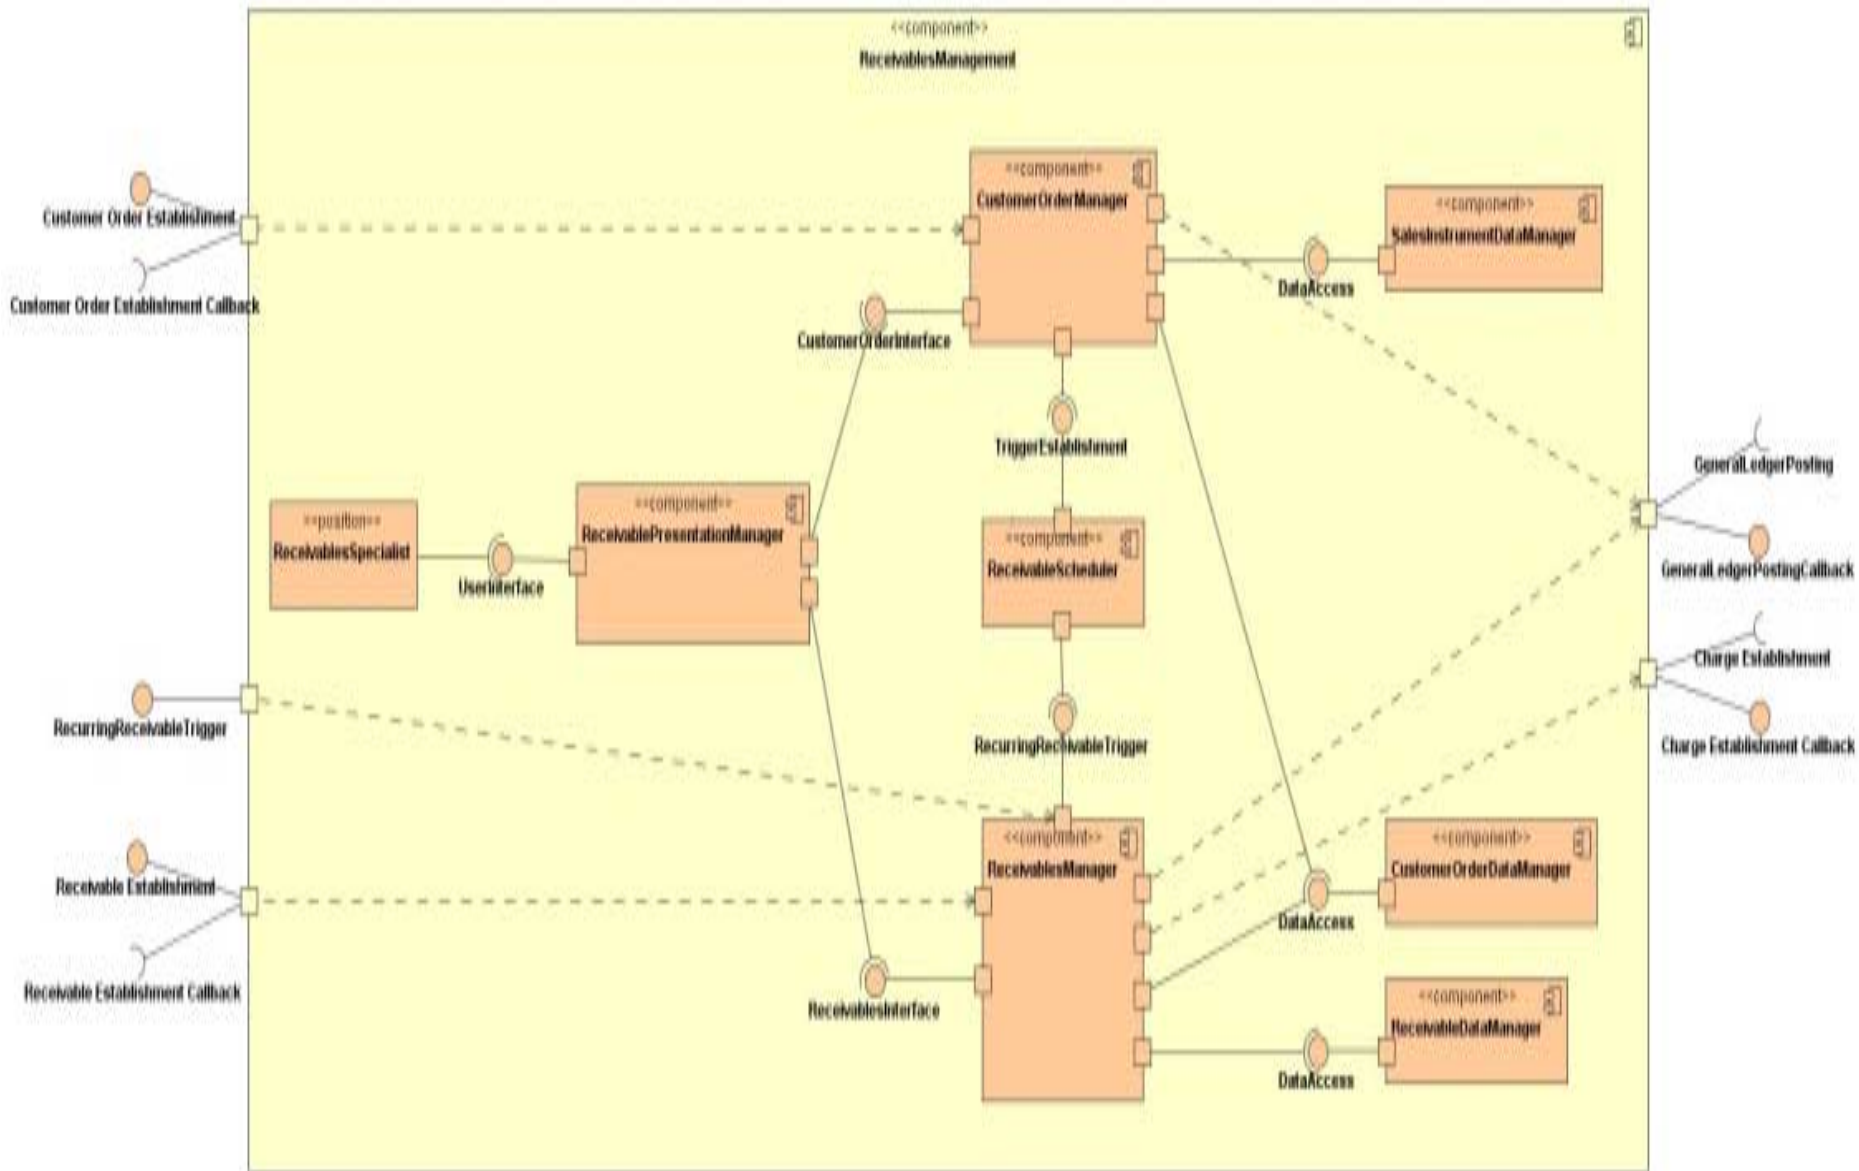 <<component>>
ReceivablesManagement
<<component>>
CustomerOrderManager
<<component>>
SalesInstrumentDataManager
Customer Order Establishment
Customer Order Establishment Callback
DataAccess
CustomerOrderInterface
TriggerEstablishment
GeneralLedgerPosting
<<position>>
ReceivablesSpecialist
UserInterface
<<component>>
ReceivablePresentationManager
<<component>>
ReceivableScheduler
GeneralLedgerPostingCallback
Charge Establishment
RecurringReceivableTrigger
RecurringReceivableTrigger
Charge Establishment Callback
<<component>>
ReceivablesManager
<<component>>
CustomerOrderDataManager
Receivable Establishment
DataAccess
Receivable Establishment Callback
ReceivablesInterface
<<component>>
ReceivableDataManager
DataAccess